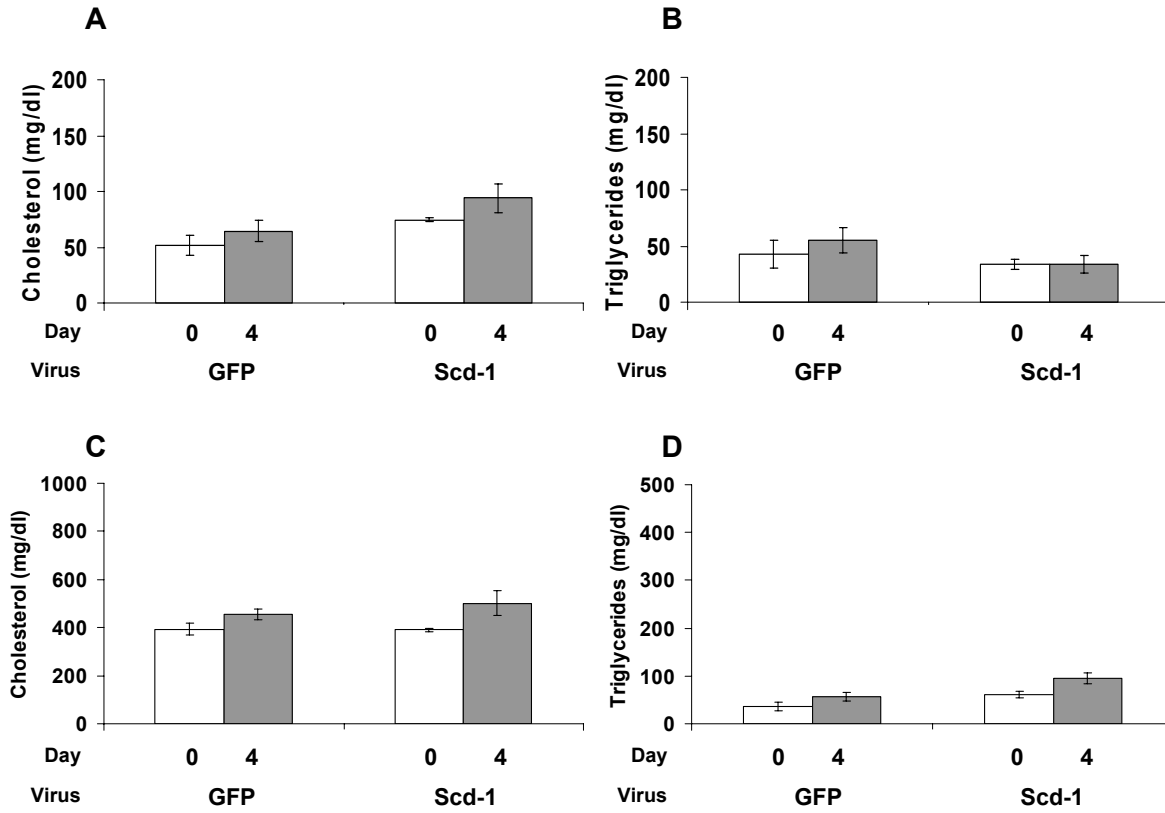 A
Cholesterol (mg/dl)
200
150
100
50
0
Day 0 4 0 4
Virus GFP Scd-1
B
Triglycerides (mg/dl)
200
150
100
50
0
Day 0 4 0 4
Virus GFP Scd-1
C
Cholesterol (mg/dl)
1000
800
600
400
200
0
Day 0 4 0 4
Virus GFP Scd-1
D
Triglycerides (mg/dl)
500
400
300
200
100
0
Day 0 4 0 4
Virus GFP Scd-1